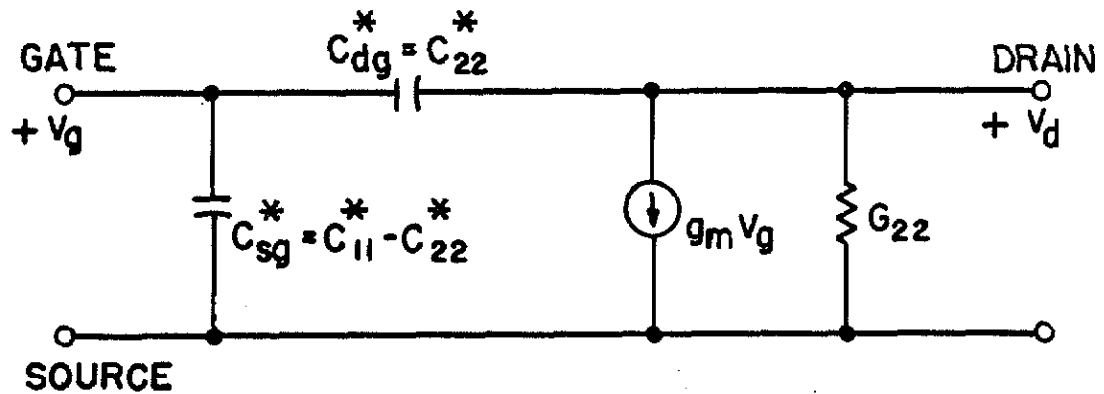 C*dg = C*22
GATE
DRAIN
+ Vg
+ Vd
C*sg = C*11 - C*22
gm Vg
G22
SOURCE